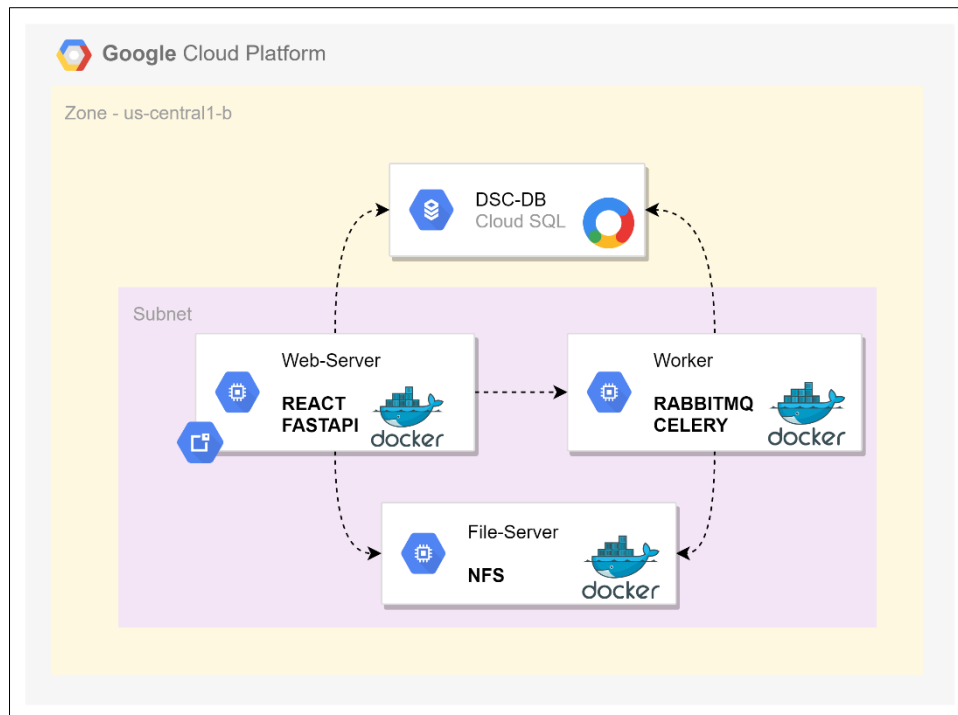 Google Cloud Platform
Zone - us-central1-b
DSC-DB
Cloud SQL
Subnet
Web-Server
REACT
FASTAPI
docker
Worker
RABBITMQ
CELERY
docker
File-Server
NFS
docker